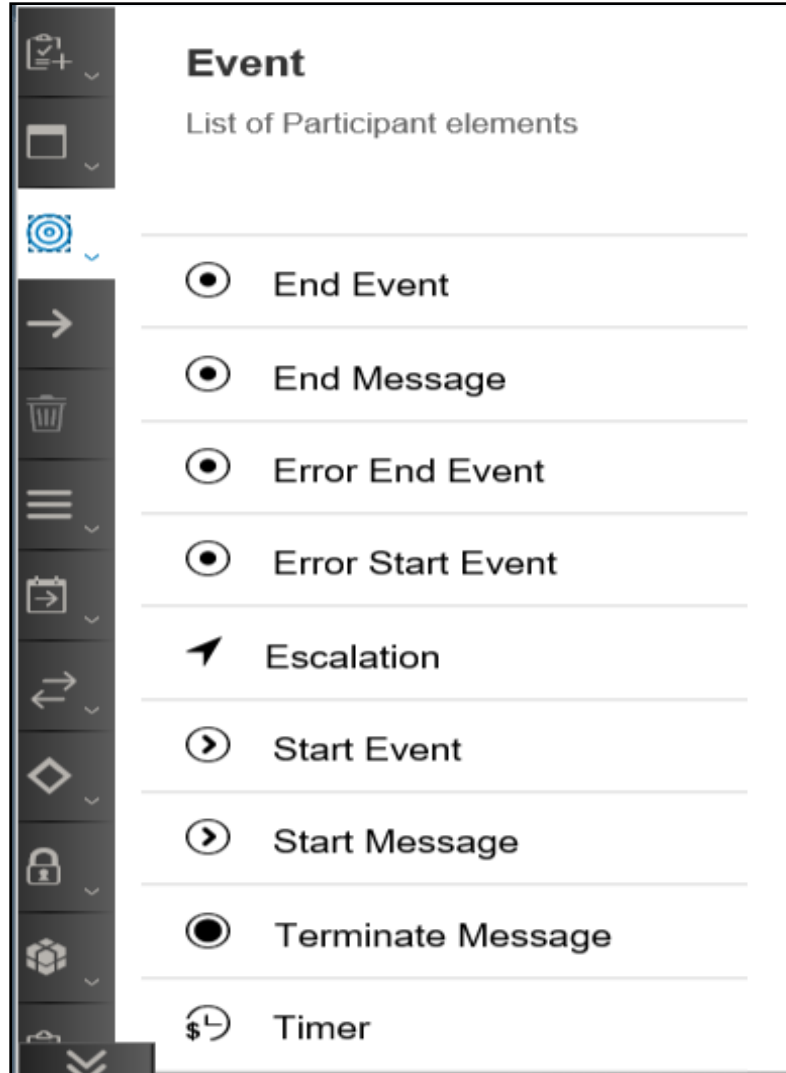 Event
List of Participant elements
End Event
End Message
Error End Event
Error Start Event
Escalation
Start Event
Start Message
Terminate Message
$ Timer